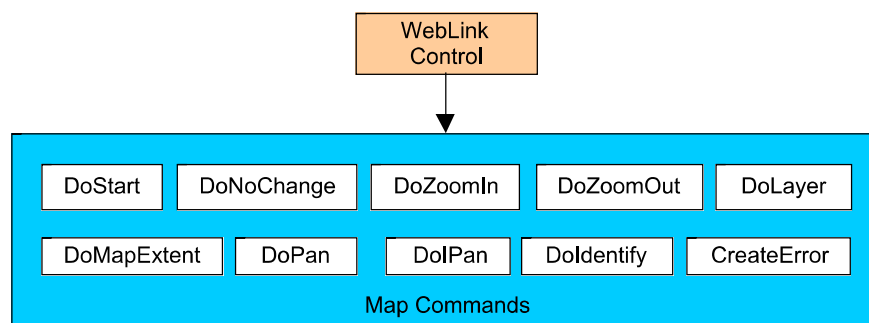 WebLink
Control
DoStart DoNoChange DoZoomIn DoZoomOut DoLayer
DoMapExtent DoPan DoIPan DoIdentify CreateError
Map Commands